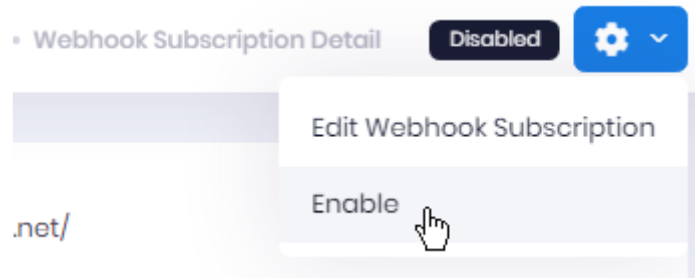 • Webhook Subscription Detail Disabled
Edit Webhook Subscription
Enable
.net/